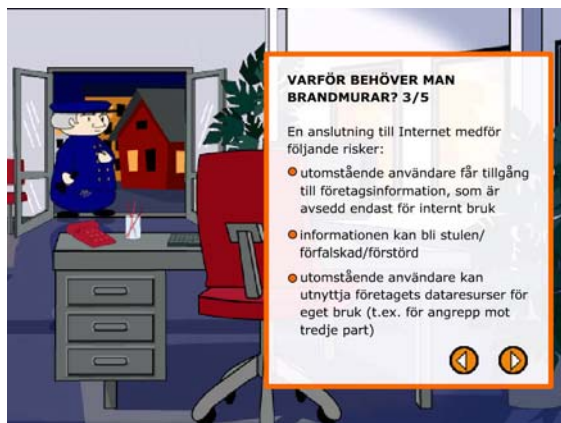 VARFÖR BEHÖVER MAN
BRANDMURAR? 3/5
En anslutning till Internet medför
följande risker:
utomstående användare får tillgång
till företagsinformation, som är
avsedd endast för internt bruk
informationen kan bli stulen/
förfalskad/förstörd
utomstående användare kan
utnyttja företagets dataresurser för
eget bruk (t.ex. för angrepp mot
tredje part)